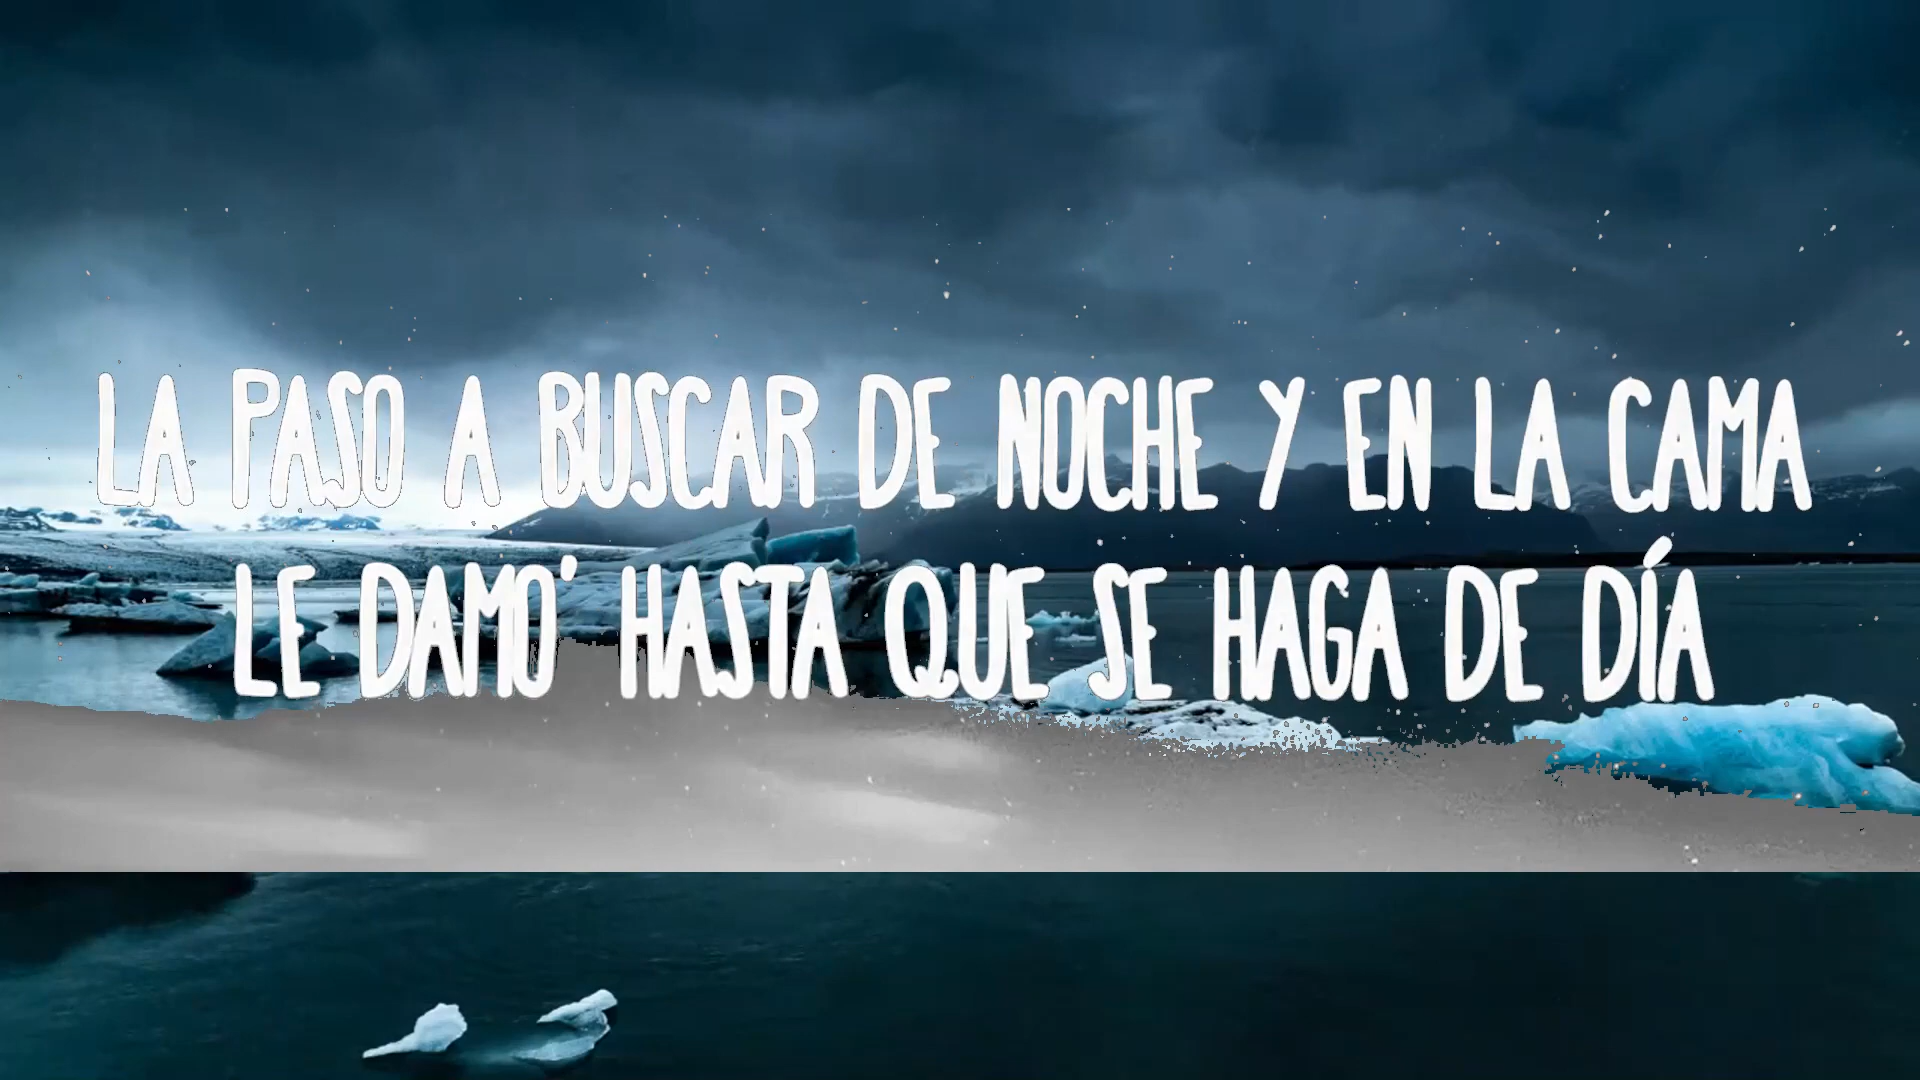 LA PASO A BUSCAR DE NOCHE Y EN LA CAMA
LE DAMO' HASTA QUE SE HAGA DE DÍA